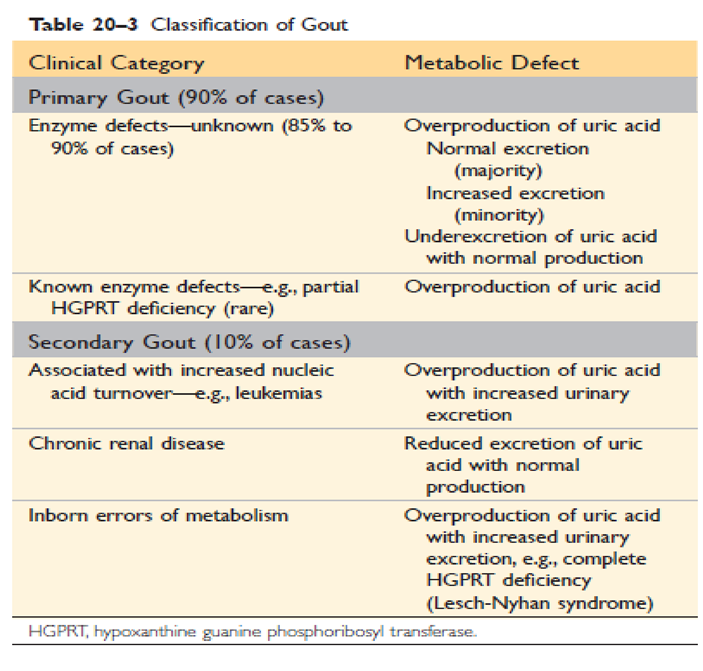 Table 20–3 Classification of Gout
Clinical Category
Metabolic Defect
Primary Gout (90% of cases)
Enzyme defects—unknown (85% to
90% of cases)
Overproduction of uric acid
Normal excretion
(majority)
Increased excretion
(minority)
Underexcretion of uric acid
with normal production
Known enzyme defects—e.g., partial
HGPRT deficiency (rare)
Overproduction of uric acid
Secondary Gout (10% of cases)
Associated with increased nucleic
acid turnover—e.g., leukemias
Overproduction of uric acid
with increased urinary
excretion
Chronic renal disease
Reduced excretion of uric
acid with normal
production
Inborn errors of metabolism
Overproduction of uric acid
with increased urinary
excretion, e.g., complete
HGPRT deficiency
(Lesch-Nyhan syndrome)
HGPRT, hypoxanthine guanine phosphoribosyl transferase.